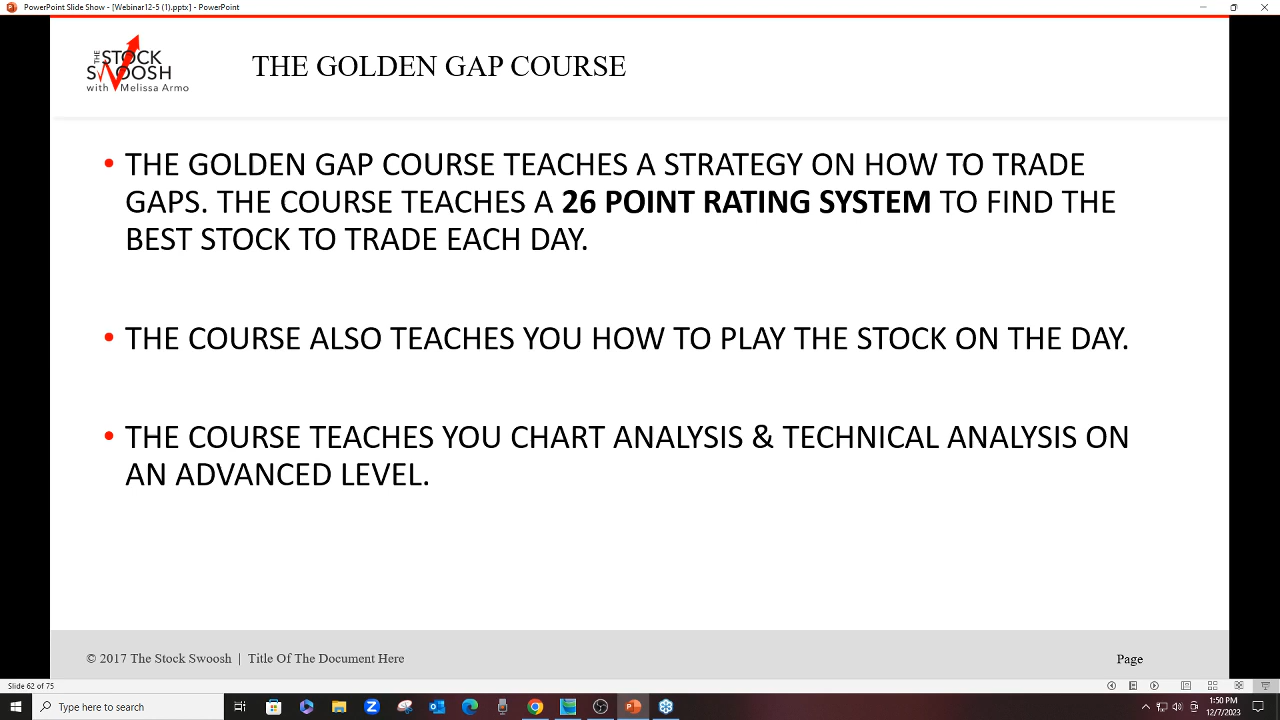 PowerPoint Slide Show - [Webinar12-5 (1).pptx] - PowerPoint
THE
STOCK
SWOOSH
with Melissa Armo
THE GOLDEN GAP COURSE
• THE GOLDEN GAP COURSE TEACHES A STRATEGY ON HOW TO TRADE
GAPS. THE COURSE TEACHES A 26 POINT RATING SYSTEM TO FIND THE
BEST STOCK TO TRADE EACH DAY.
• THE COURSE ALSO TEACHES YOU HOW TO PLAY THE STOCK ON THE DAY.
• THE COURSE TEACHES YOU CHART ANALYSIS & TECHNICAL ANALYSIS ON
AN ADVANCED LEVEL.
© 2017 The Stock Swoosh | Title Of The Document Here
Page
Slide 62 of 75
Type here to search
1:50 PM
12/7/2023